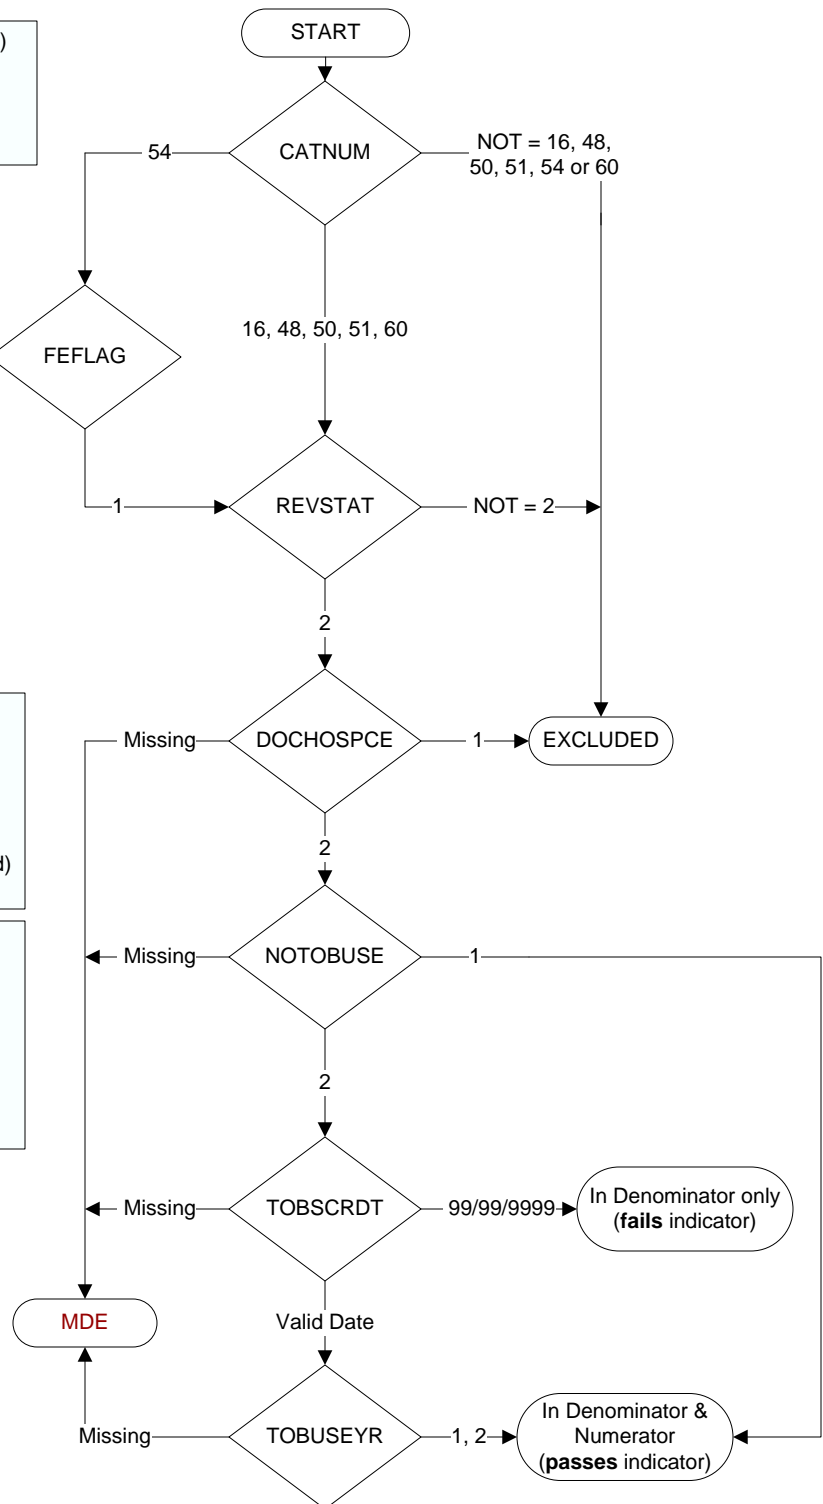 START
)
CATNUM
54
NOT = 16, 48,
50, 51, 54 or 60
16, 48, 50, 51, 60
FEFLAG
1
REVSTAT
NOT = 2
2
Missing
DOCHOSPCE
1
EXCLUDED
2
d)
Missing
NOTOBUSE
1
2
Missing
TOBSCRDT
99/99/9999
In Denominator only
(fails indicator)
MDE
Valid Date
Missing
TOBUSEYR
1, 2
In Denominator &
Numerator
(passes indicator)